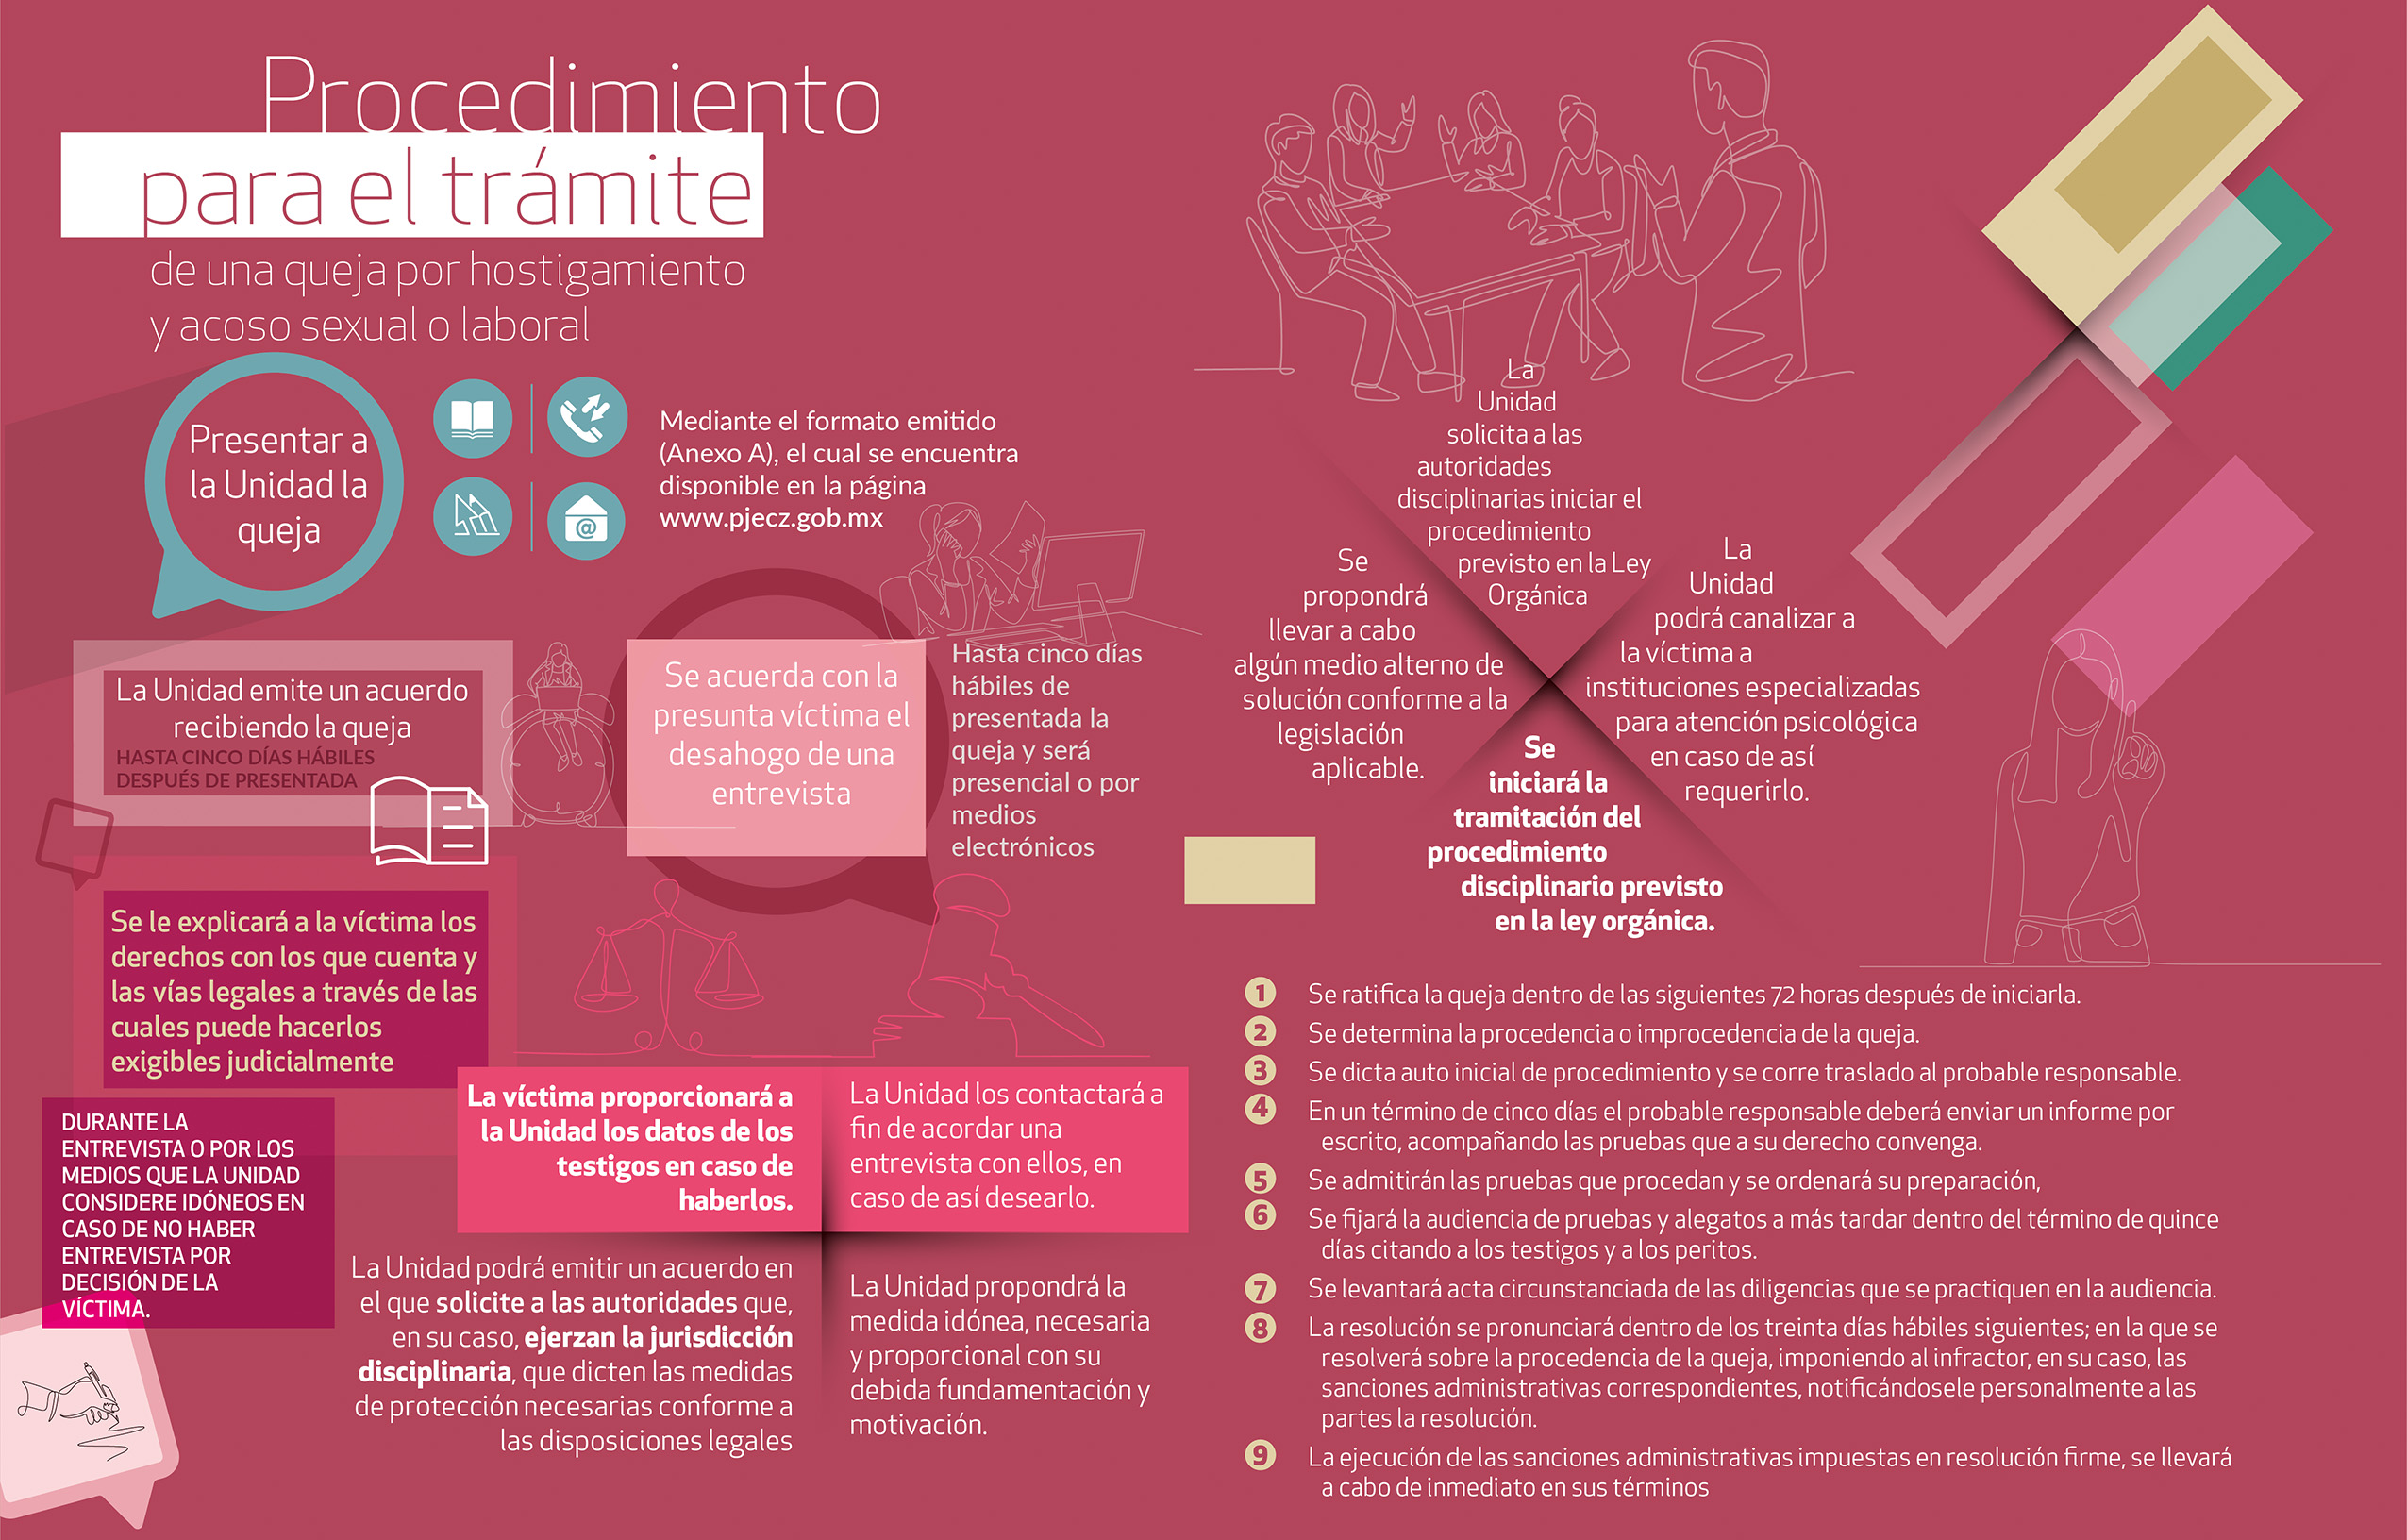 Procedimiento
para el trámite
de una queja por hostigamiento
y acoso sexual o laboral
Presentar a
la Unidad la
queja
Mediante el formato emitido
(Anexo A), el cual se encuentra
disponible en la página
www.pjecz.gob.mx
@
La Unidad emite un acuerdo
recibiendo la queja
HASTA CINCO DÍAS HÁBILES
DESPUÉS DE PRESENTADA
Se acuerda con la
presunta víctima el
desahogo de una
entrevista
Hasta cinco días
hábiles de
presentada la
queja y será
presencial o por
medios
electrónicos
Se le explicará a la víctima los
derechos con los que cuenta y
las vías legales a través de las
cuales puede hacerlos
exigibles judicialmente
DURANTE LA
ENTREVISTA O POR LOS
MEDIOS QUE LA UNIDAD
CONSIDERE IDÓNEOS EN
CASO DE NO HABER
ENTREVISTA POR
DECISIÓN DE LA
VÍCTIMA.
La víctima proporcionará a
la Unidad los datos de los
testigos en caso de
haberlos.
La Unidad los contactará a
fin de acordar una
entrevista con ellos, en
caso de así desearlo.
La Unidad podrá emitir un acuerdo en
el que solicite a las autoridades que,
en su caso, ejerzan la jurisdicción
disciplinaria, que dicten las medidas
de protección necesarias conforme a
las disposiciones legales
La Unidad propondrá la
medida idónea, necesaria
y proporcional con su
debida fundamentación y
motivación.
La
Unidad
solicita a las
autoridades
disciplinarias iniciar el
procedimiento
previsto en la Ley
Orgánica
Se
propondrá
llevar a cabo
algún medio alterno de
solución conforme a la
legislación
aplicable.
La
Unidad
podrá canalizar a
la víctima a
instituciones especializadas
para atención psicológica
en caso de así
requerirlo.
Se
iniciará la
tramitación del
procedimiento
disciplinario previsto
en la ley orgánica.
1 Se ratifica la queja dentro de las siguientes 72 horas después de iniciarla.
2 Se determina la procedencia o improcedencia de la queja.
3 Se dicta auto inicial de procedimiento y se corre traslado al probable responsable.
4 En un término de cinco días el probable responsable deberá enviar un informe por
escrito, acompañando las pruebas que a su derecho convenga.
5 Se admitirán las pruebas que procedan y se ordenará su preparación,
6 Se fijará la audiencia de pruebas y alegatos a más tardar dentro del término de quince
días citando a los testigos y a los peritos.
7 Se levantará acta circunstanciada de las diligencias que se practiquen en la audiencia.
8 La resolución se pronunciará dentro de los treinta días hábiles siguientes; en la que se
resolverá sobre la procedencia de la queja, imponiendo al infractor, en su caso, las
sanciones administrativas correspondientes, notificándosele personalmente a las
partes la resolución.
9 La ejecución de las sanciones administrativas impuestas en resolución firme, se llevará
a cabo de inmediato en sus términos